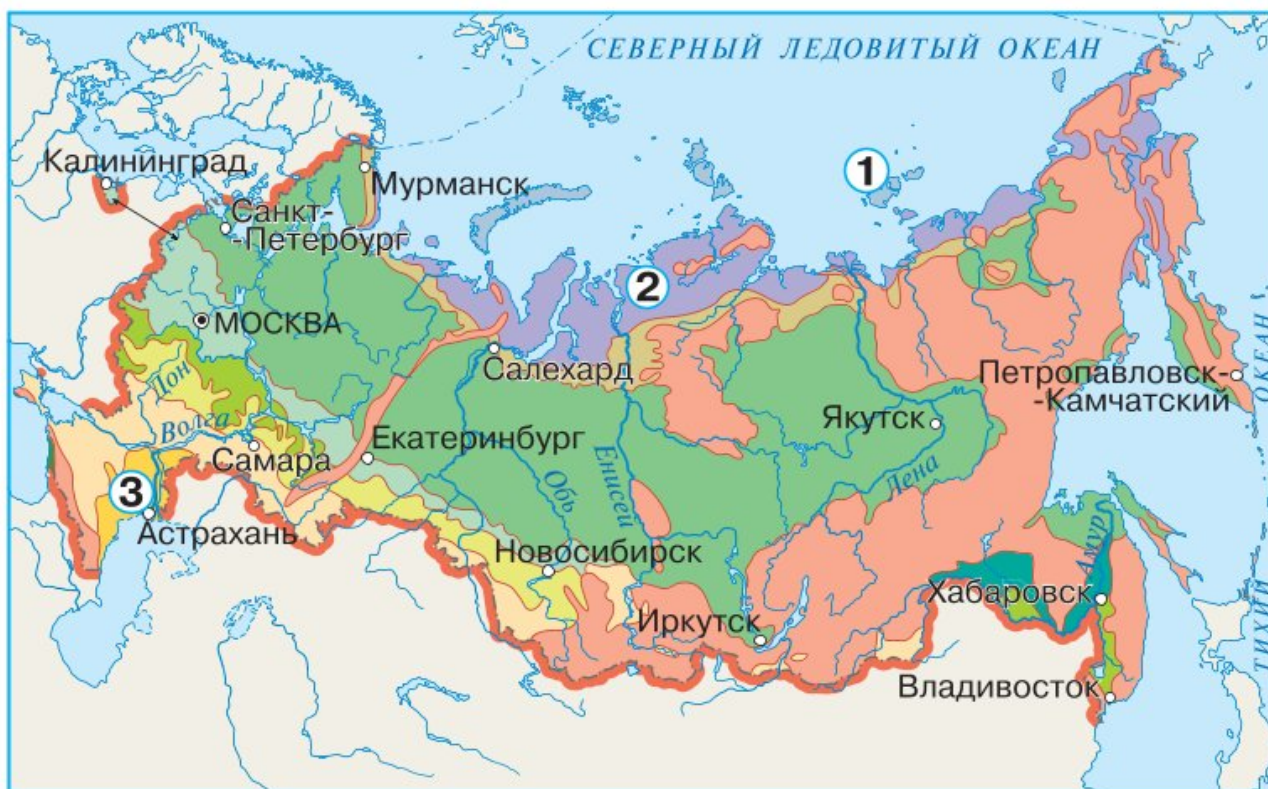 СЕВЕРНЫЙ ЛЕДОВИТЫЙ ОКЕАН
1
Калининград
Мурманск
Санкт-
-Петербург
2
МОСКВА
Салехард
Петропавловск-
-Камчатский
ТИХИЙ ОКЕАН
Дон
Волга
Якутск
Екатеринбург
Самара
Обь
Енисей
Лена
3
Астрахань
Амур
Новосибирск
Хабаровск
Иркутск
Владивосток